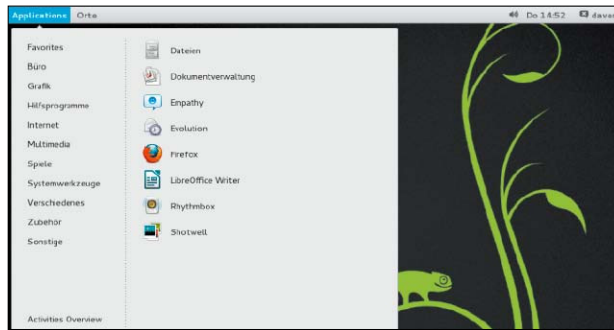 Applications Orte Do 14:52 davas
Favorites
Büro
Grafik
Hilfsprogramme
Internet
Multimedia
Spiele
Systemwerkzeuge
Verschiedenes
Zubehör
Sonstige
Activities Overview
Dateien
Dokumentverwaltung
Empathy
Evolution
Firefox
LibreOffice Writer
Rhythmbox
Shotwell